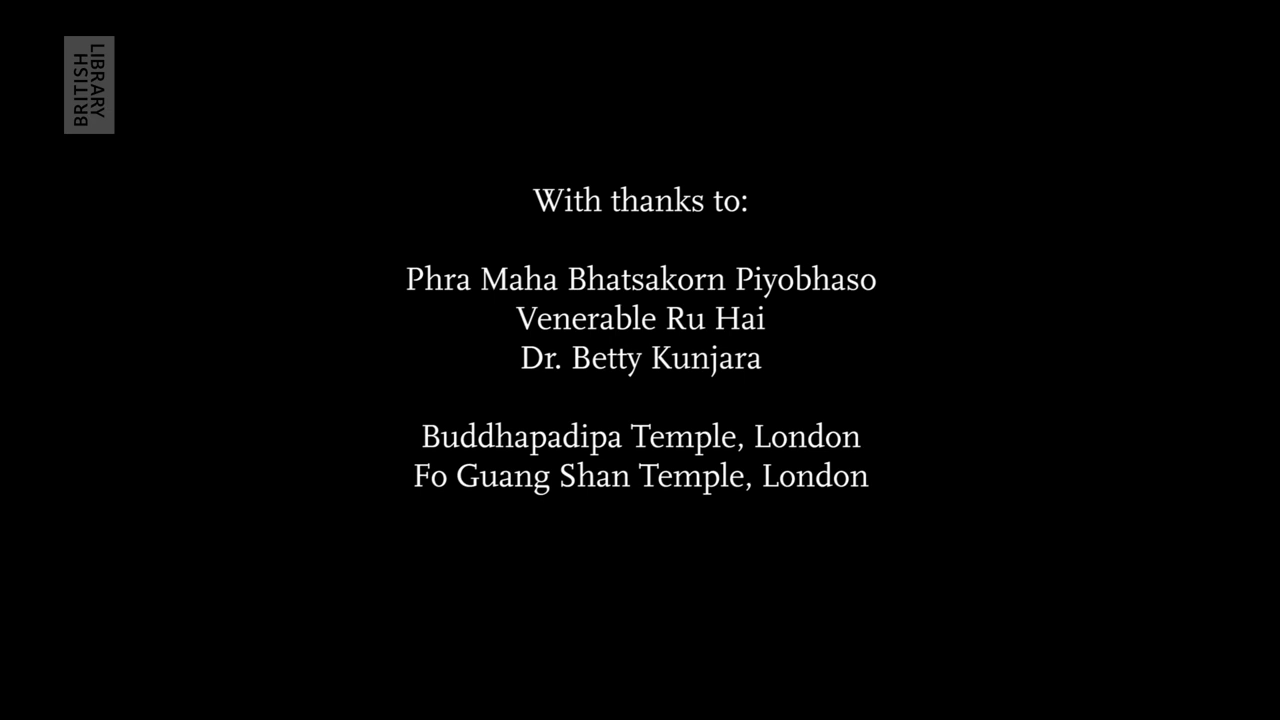 BRITISH
LIBRARY
With thanks to:
Phra Maha Bhatsakorn Piyobhaso
Venerable Ru Hai
Dr. Betty Kunjara
Buddhapadipa Temple, London
Fo Guang Shan Temple, London